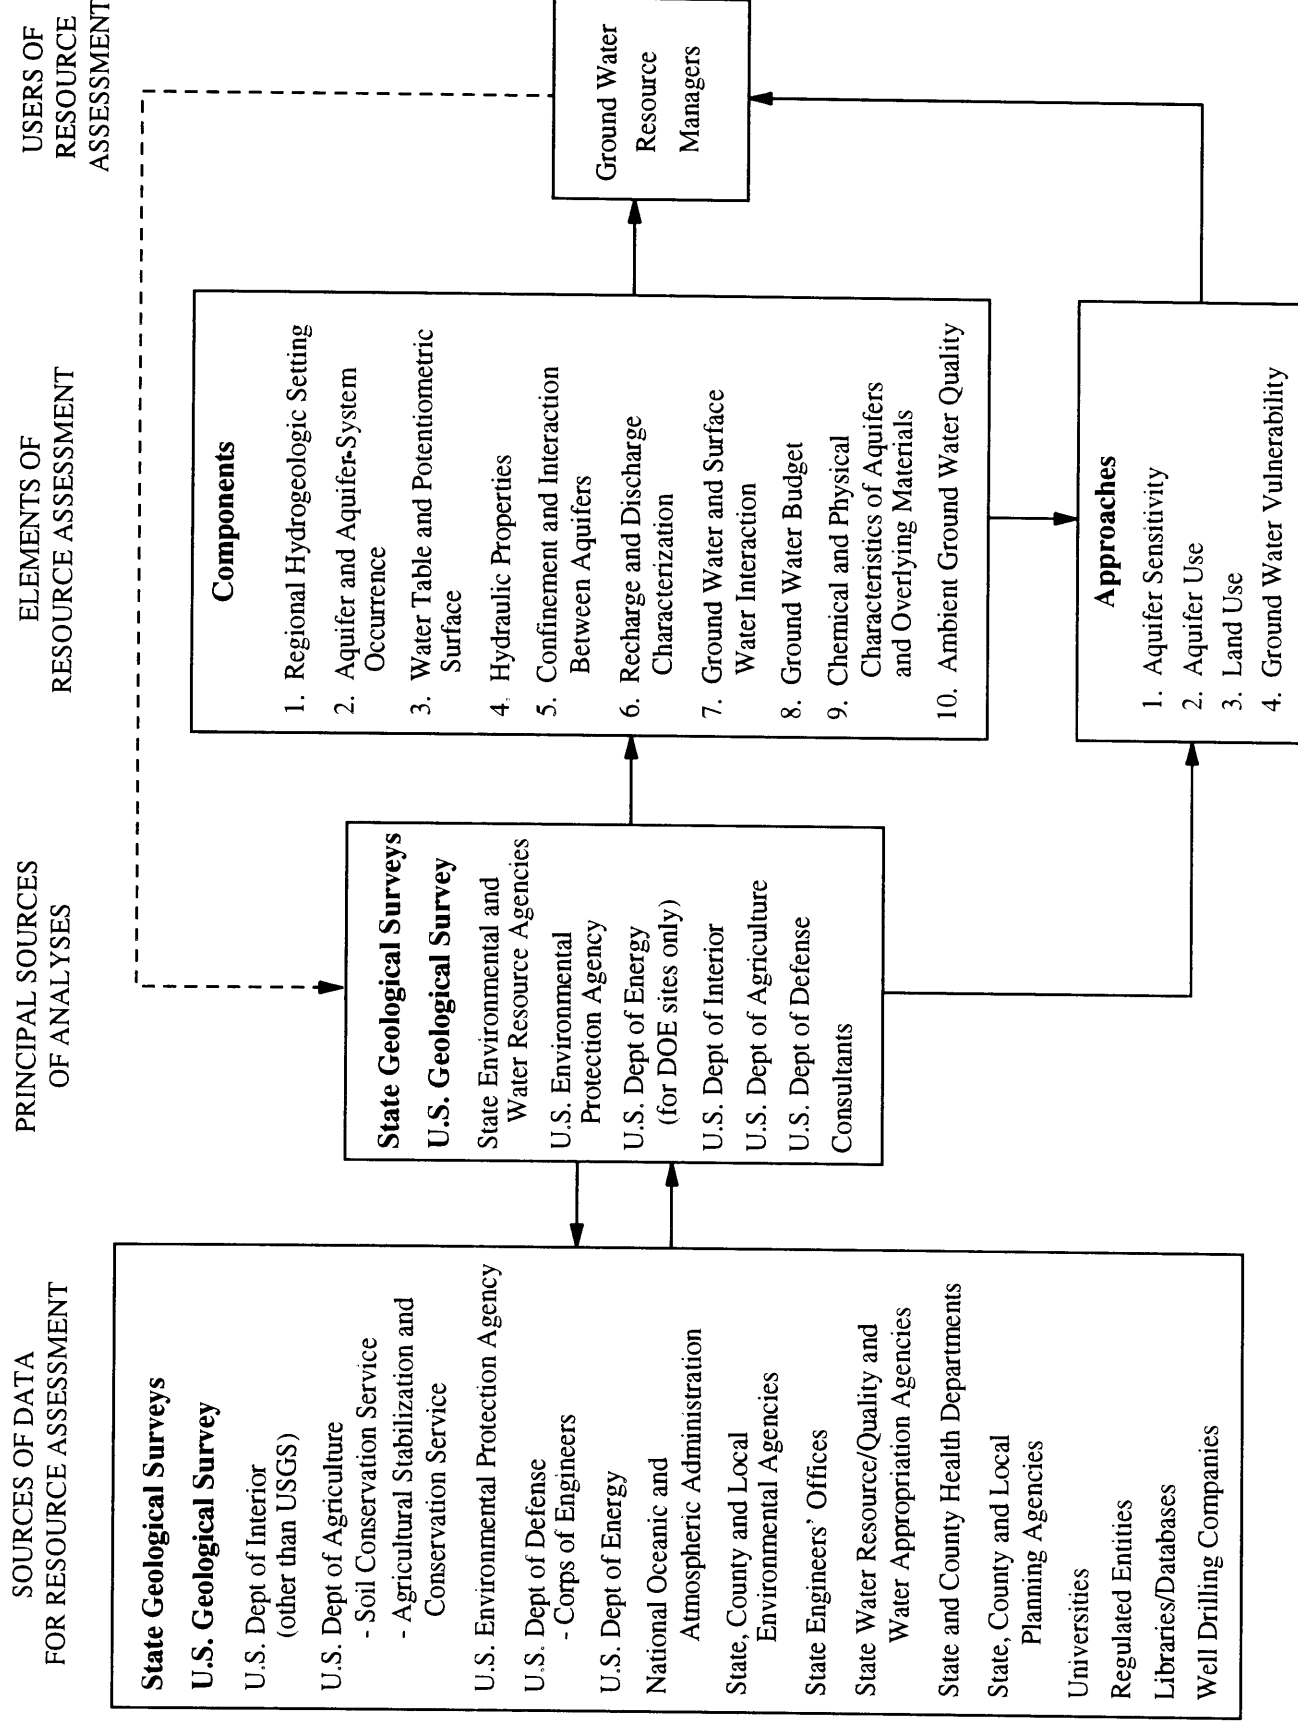 SOURCES OF DATA
FOR RESOURCE ASSESSMENT
State Geological Surveys
U.S. Geological Survey
U.S. Dept of Interior
(other than USGS)
U.S. Dept of Agriculture
- Soil Conservation Service
- Agricultural Stabilization and
Conservation Service
U.S. Environmental Protection Agency
U.S. Dept of Defense
- Corps of Engineers
U.S. Dept of Energy
National Oceanic and
Atmospheric Administration
State, County and Local
Environmental Agencies
State Engineers' Offices
State Water Resource/Quality and
Water Appropriation Agencies
State and County Health Departments
State, County and Local
Planning Agencies
Universities
Regulated Entities
Libraries/Databases
Well Drilling Companies
PRINCIPAL SOURCES
OF ANALYSES
State Geological Surveys
U.S. Geological Survey
State Environmental and
Water Resource Agencies
U.S. Environmental
Protection Agency
U.S. Dept of Energy
(for DOE sites only)
U.S. Dept of Interior
U.S. Dept of Agriculture
U.S. Dept of Defense
Consultants
ELEMENTS OF
RESOURCE ASSESSMENT
Components
1. Regional Hydrogeologic Setting
2. Aquifer and Aquifer-System
Occurrence
3. Water Table and Potentiometric
Surface
4. Hydraulic Properties
5. Confinement and Interaction
Between Aquifers
6. Recharge and Discharge
Characterization
7. Ground Water and Surface
Water Interaction
8. Ground Water Budget
9. Chemical and Physical
Characteristics of Aquifers
and Overlying Materials
10. Ambient Ground Water Quality
Approaches
1. Aquifer Sensitivity
2. Aquifer Use
3. Land Use
4. Ground Water Vulnerability
USERS OF
RESOURCE
ASSESSMENT
Ground Water
Resource
Managers